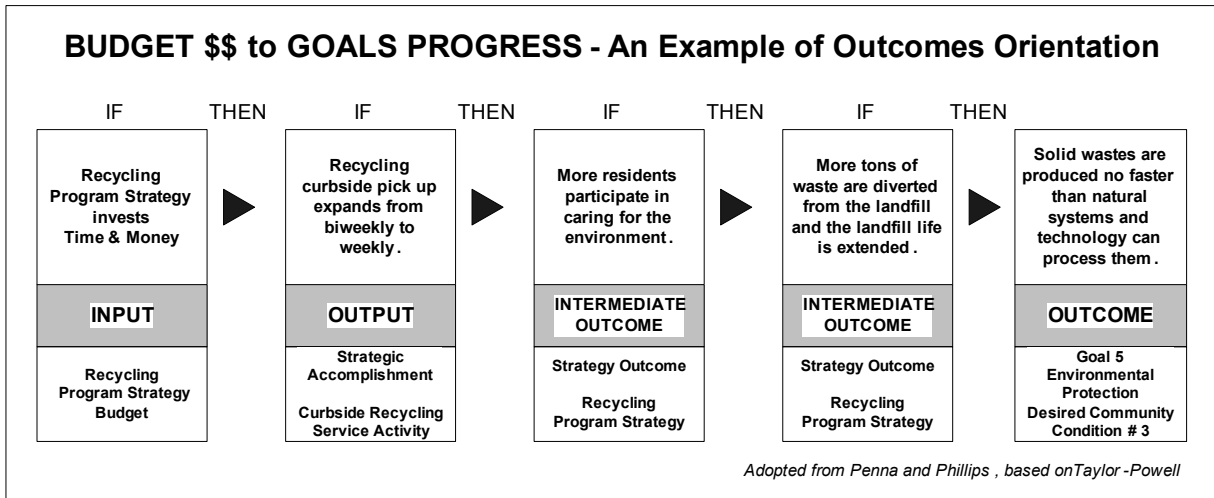 BUDGET $$ to GOALS PROGRESS - An Example of Outcomes Orientation
IF THEN IF THEN IF THEN IF THEN
Recycling
Program Strategy
invests
Time & Money
INPUT
Recycling
Program Strategy
Budget
Recycling
curbside pick up
expands from
biweekly to
weekly .
OUTPUT
Strategic
Accomplishment
Curbside Recycling
Service Activity
More residents
participate in
caring for the
environment .
INTERMEDIATE
OUTCOME
Strategy Outcome
Recycling
Program Strategy
More tons of
waste are diverted
from the landfill
and the landfill life
is extended .
INTERMEDIATE
OUTCOME
Strategy Outcome
Recycling
Program Strategy
Solid wastes are
produced no faster
than natural
systems and
technology can
process them .
OUTCOME
Goal 5
Environmental
Protection
Desired Community
Condition # 3
Adopted from Penna and Phillips , based onTaylor -Powell